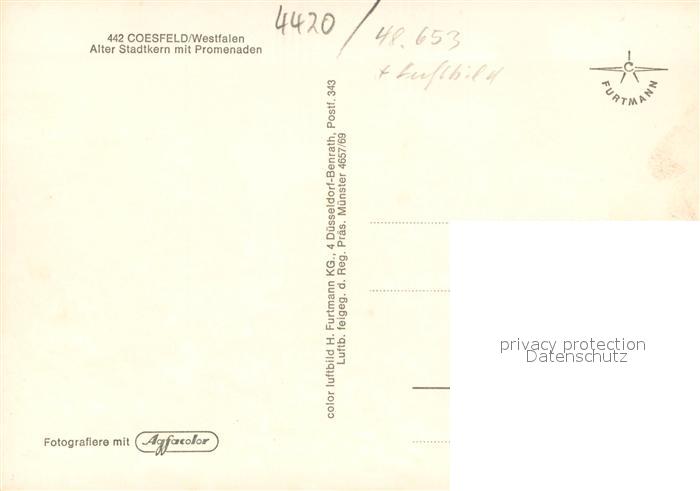 4420 /
48.653
+ Luftbild
442 COESFELD/Westfalen
Alter Stadtkern mit Promenaden
C
FURTMANN
color luftbild H. Furtmann KG., 4 Düsseldorf-Benrath, Postf. 343
Luftb. feigeg. d. Reg. Präs. Münster 4657/69
privacy protection
Datenschutz
Fotografiere mit Agfacolor